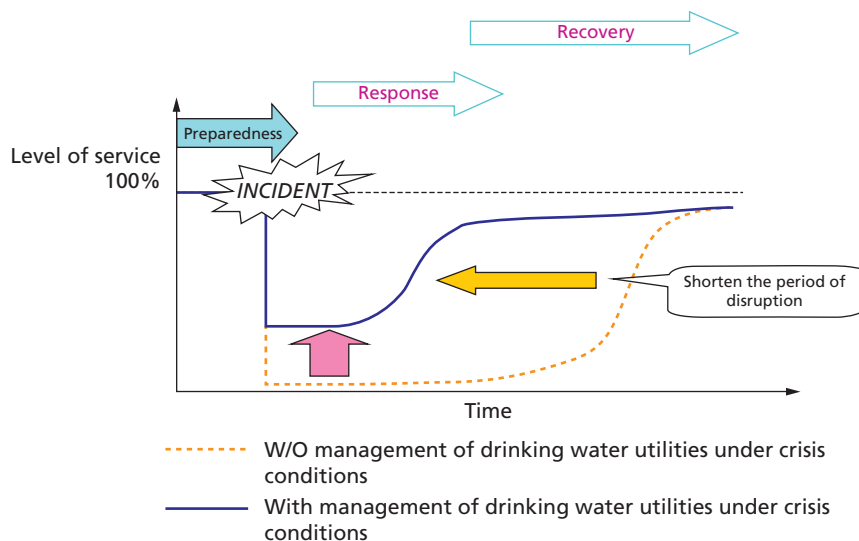 Recovery
Response
Preparedness
Level of service
100%
INCIDENT
Shorten the period of
disruption
Time
W/O management of drinking water utilities under crisis
conditions
With management of drinking water utilities under crisis
conditions